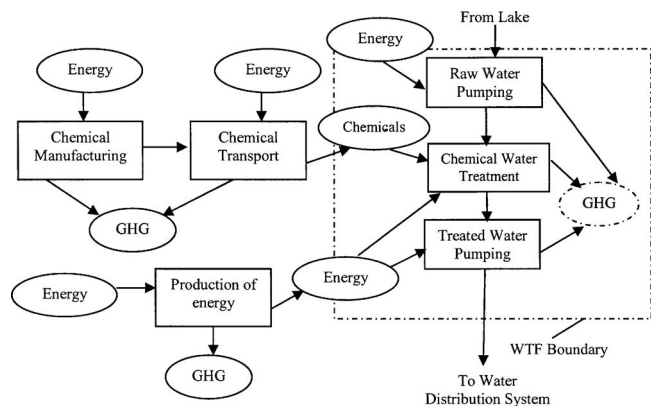 From Lake
Energy
Energy
Energy
Raw Water
Pumping
Chemical
Manufacturing
Chemical
Transport
Chemicals
Chemical Water
Treatment
GHG
GHG
Treated Water
Pumping
Energy
Production of
energy
Energy
GHG
WTF Boundary
To Water
Distribution System